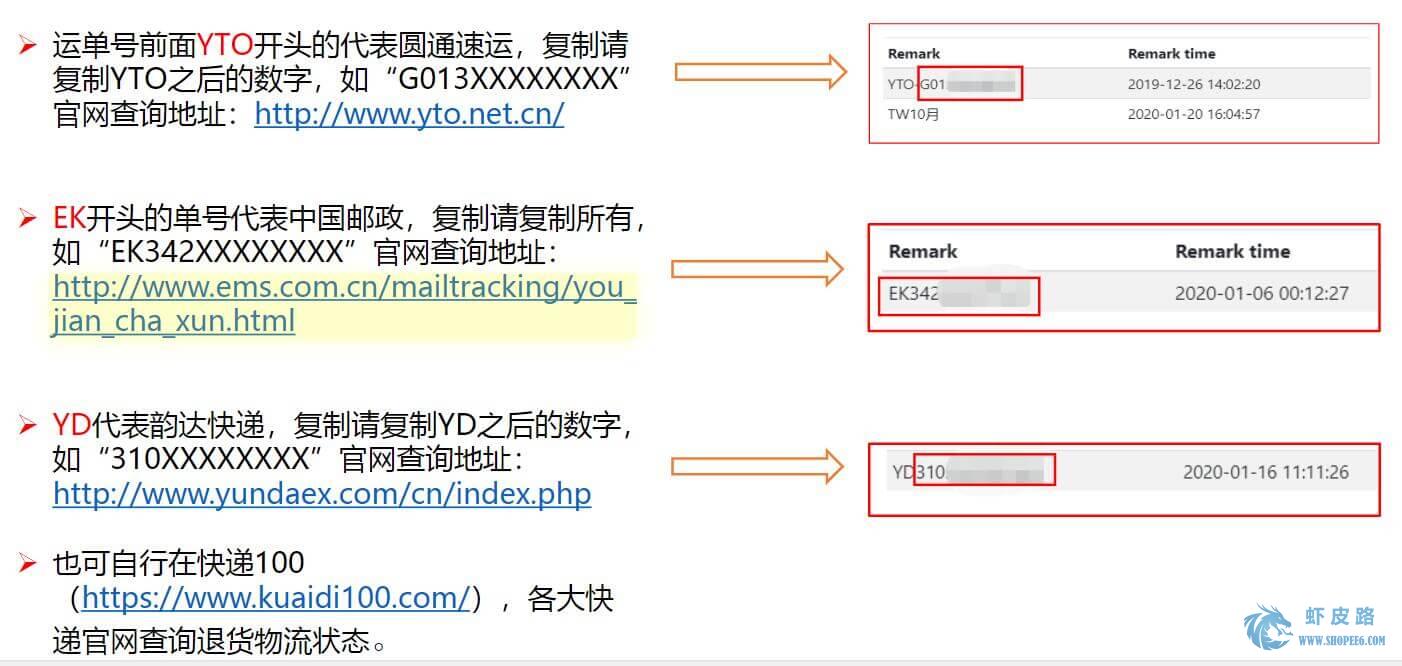 运单号前面YTO开头的代表圆通速运，复制请
复制YTO之后的数字，如“G013XXXXXXXX”
官网查询地址：http://www.yto.net.cn/
Remark Remark time
YTO-G01 2019-12-26 14:02:20
TW10月 2020-01-20 16:04:57
EK开头的单号代表中国邮政，复制请复制所有，
如“EK342XXXXXXXX”官网查询地址：
http://www.ems.com.cn/mailtracking/you_
jian_cha_xun.html
Remark Remark time
EK342 2020-01-06 00:12:27
YD代表韵达快递，复制请复制YD之后的数字，
如“310XXXXXXXX”官网查询地址：
http://www.yundaex.com/cn/index.php
YD310 2020-01-16 11:11:26
也可自行在快递100
（https://www.kuaidi100.com/），各大快
递官网查询退货物流状态。
虾皮路
WWW.SHOPEE6.COM